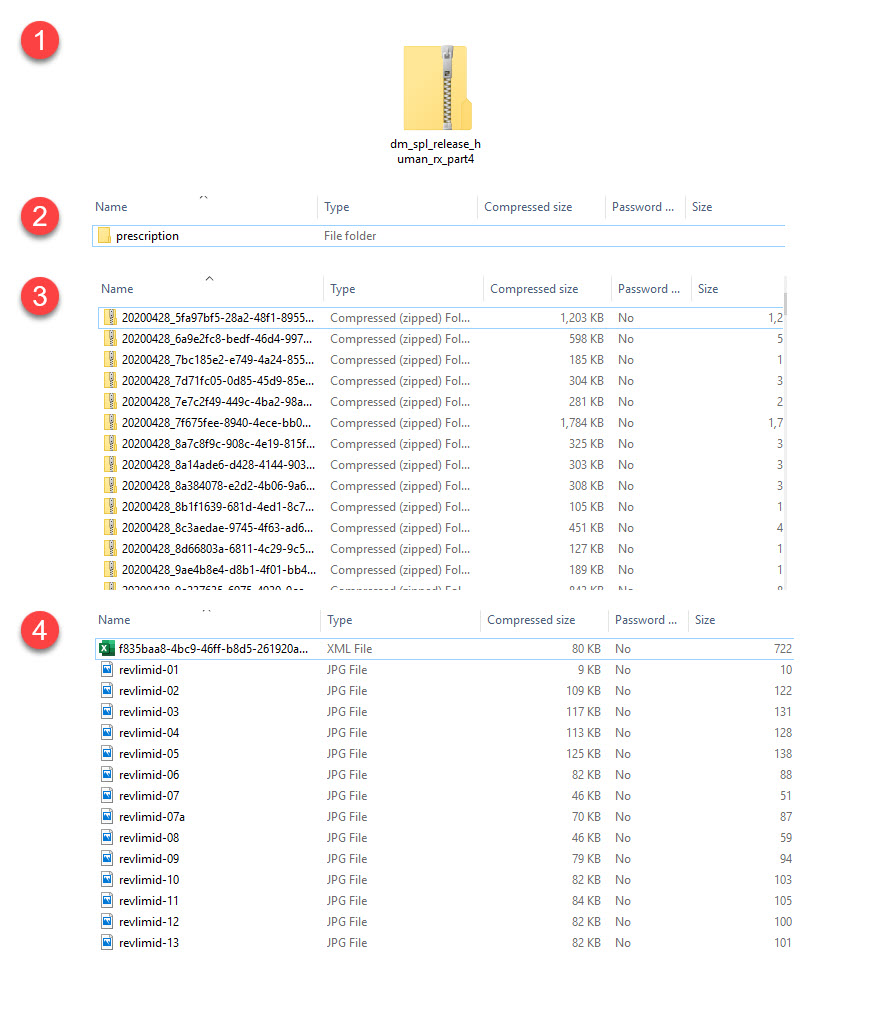 1
dm_spl_release_h
uman_rx_part4
2
Name Type Compressed size Password ... Size
prescription File folder
3
Name Type Compressed size Password ... Size
20200428_5fa97bf5-28a2-48f1-8955... Compressed (zipped) Fol... 1,203 KB No 1,2
20200428_6a9e2fc8-bedf-46d4-997... Compressed (zipped) Fol... 598 KB No 5
20200428_7bc185e2-e749-4a24-855... Compressed (zipped) Fol... 185 KB No 1
20200428_7d71fc05-0d85-45d9-85e... Compressed (zipped) Fol... 304 KB No 3
20200428_7e7c2f49-449c-4ba2-98a... Compressed (zipped) Fol... 281 KB No 2
20200428_7f675fee-8940-4ece-bb0... Compressed (zipped) Fol... 1,784 KB No 1,7
20200428_8a7c8f9c-908c-4e19-815f... Compressed (zipped) Fol... 325 KB No 3
20200428_8a14ade6-d428-4144-903... Compressed (zipped) Fol... 303 KB No 3
20200428_8a384078-e2d2-4b06-9a6... Compressed (zipped) Fol... 308 KB No 3
20200428_8b1f1639-681d-4ed1-8c7... Compressed (zipped) Fol... 105 KB No 1
20200428_8c3aedae-9745-4f63-ad6... Compressed (zipped) Fol... 451 KB No 4
20200428_8d66803a-6811-4c29-9c5... Compressed (zipped) Fol... 127 KB No 1
20200428_9ae4b8e4-d8b1-4f01-bb4... Compressed (zipped) Fol... 189 KB No 1
4
Name Type Compressed size Password ... Size
f835baa8-4bc9-46ff-b8d5-261920a... XML File 80 KB No 722
revlimid-01 JPG File 9 KB No 10
revlimid-02 JPG File 109 KB No 122
revlimid-03 JPG File 117 KB No 131
revlimid-04 JPG File 113 KB No 128
revlimid-05 JPG File 125 KB No 138
revlimid-06 JPG File 82 KB No 88
revlimid-07 JPG File 46 KB No 51
revlimid-07a JPG File 70 KB No 87
revlimid-08 JPG File 46 KB No 59
revlimid-09 JPG File 79 KB No 94
revlimid-10 JPG File 82 KB No 103
revlimid-11 JPG File 84 KB No 105
revlimid-12 JPG File 82 KB No 100
revlimid-13 JPG File 82 KB No 101